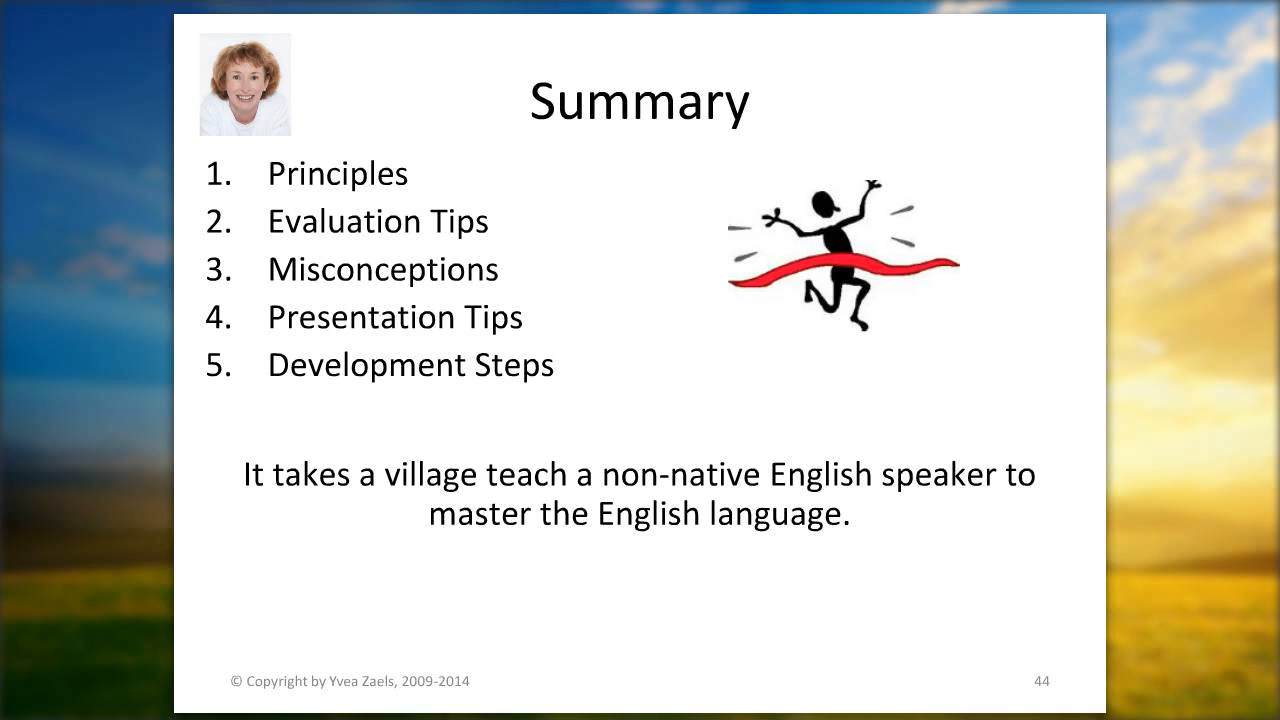 Summary
1. Principles
2. Evaluation Tips
3. Misconceptions
4. Presentation Tips
5. Development Steps
It takes a village teach a non-native English speaker to
master the English language.
© Copyright by Yvea Zaels, 2009-2014
44